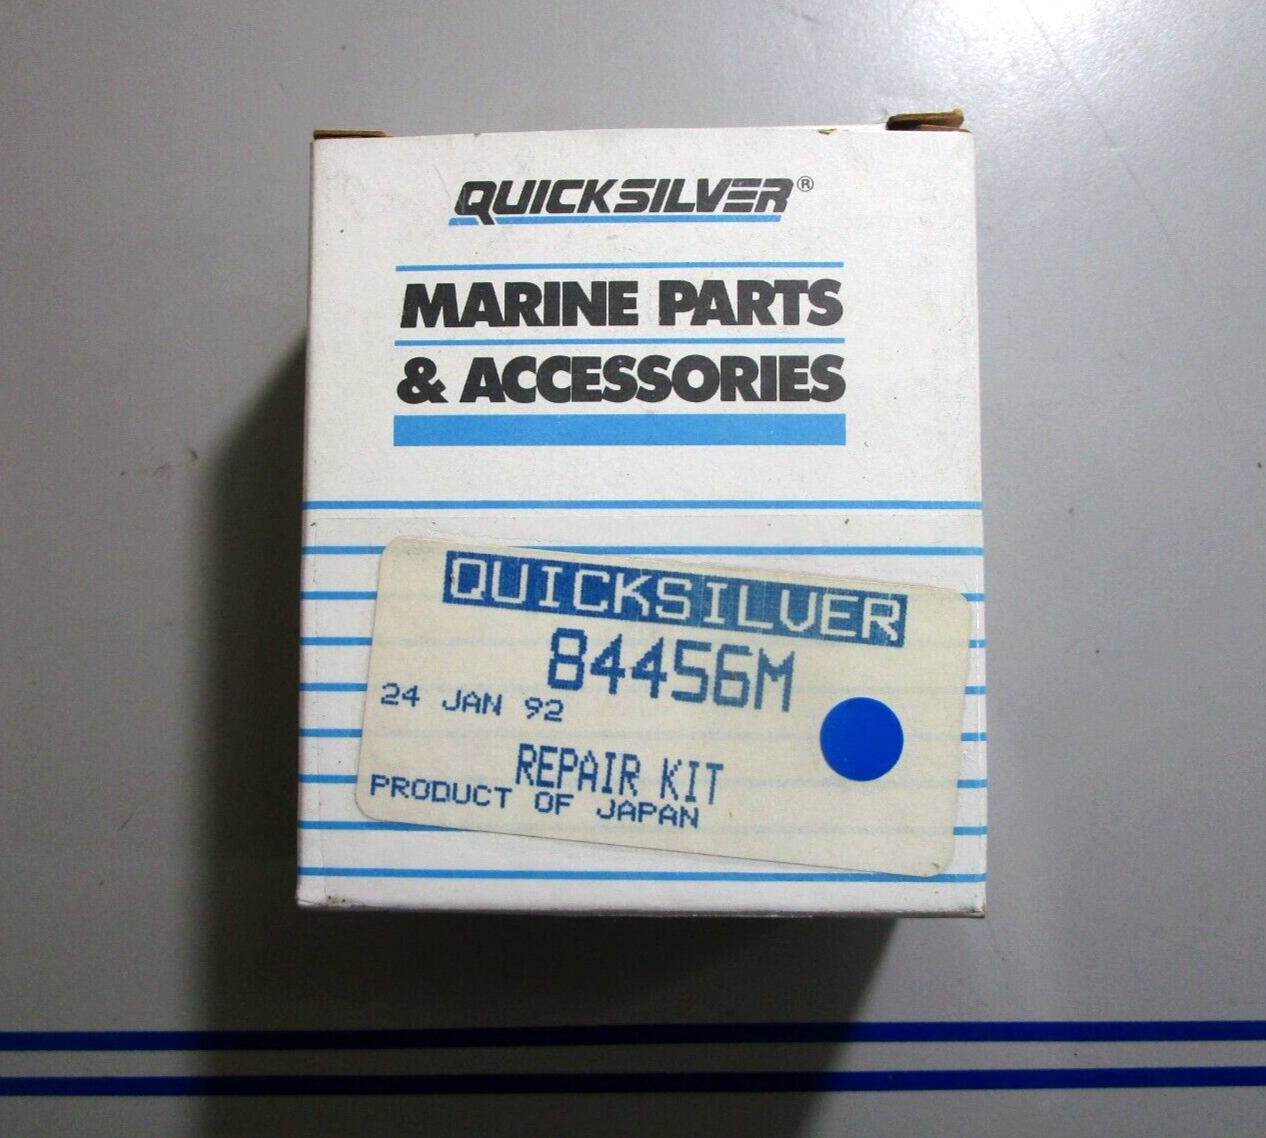 QUICKSILVER®
MARINE PARTS
& ACCESSORIES
QUICKSILVER
84456M
24 JAN 92
REPAIR KIT
PRODUCT OF JAPAN